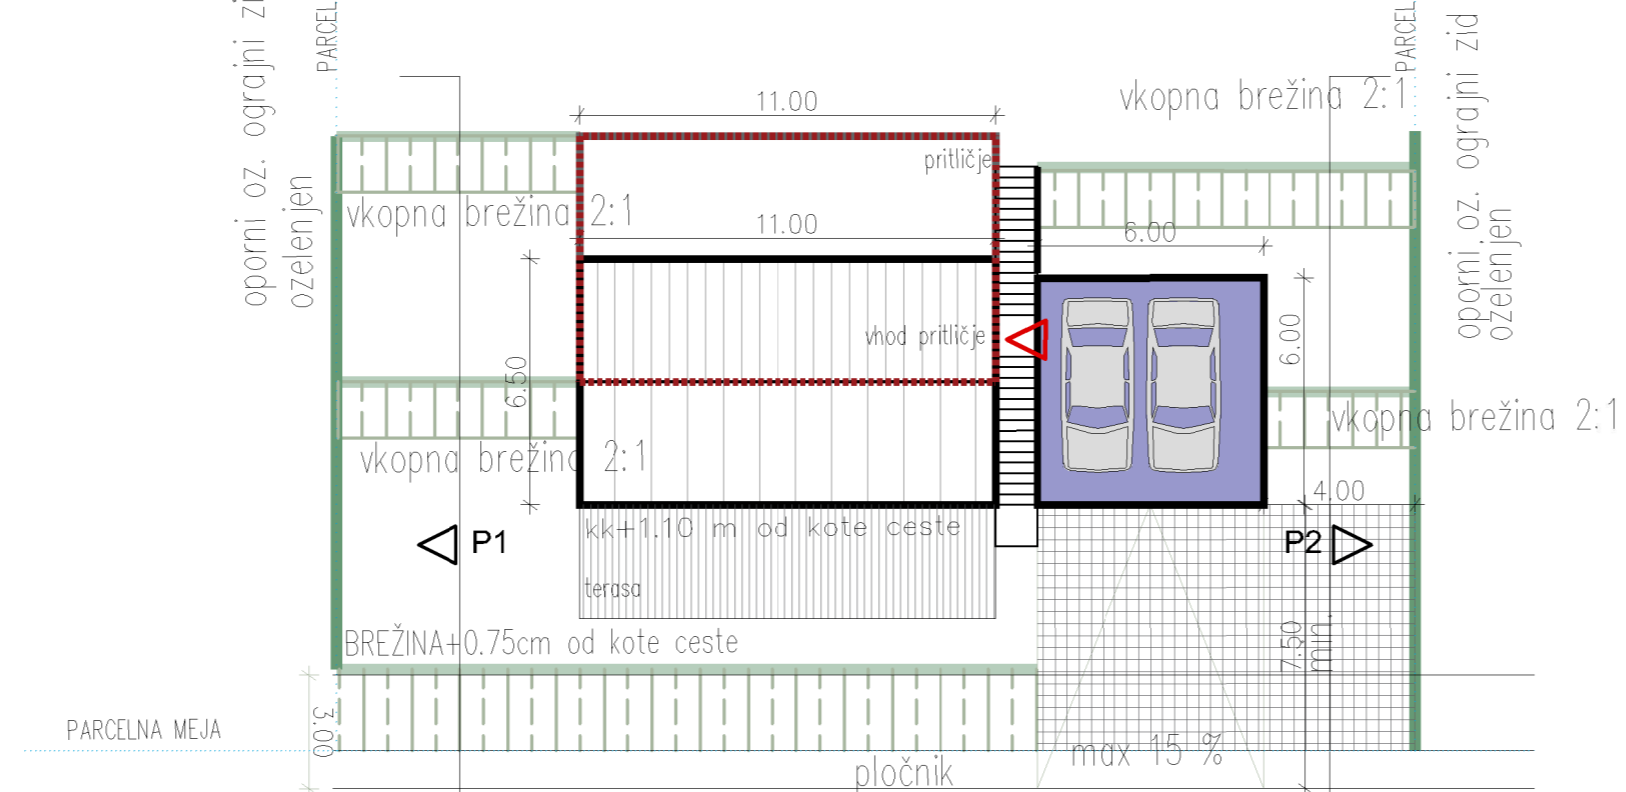 oporni oz. ograjni zi
ozelenjen
PARCEL
11.00
pritličje
vkopna brežina 2:1
PARCEL
oporni oz. ograjni zid
ozelenjen
vkopna brežina 2:1
11.00
6.00
vhod pritličje
6.00
6.50
vkopna brežina 2:1
vkopna brežina 2:1
4.00
kk+1.10 m od kote ceste
P1
P2
terasa
BREŽINA+0.75cm od kote ceste
7.50
min.
3.00
PARCELNA MEJA
max 15 %
pločnik